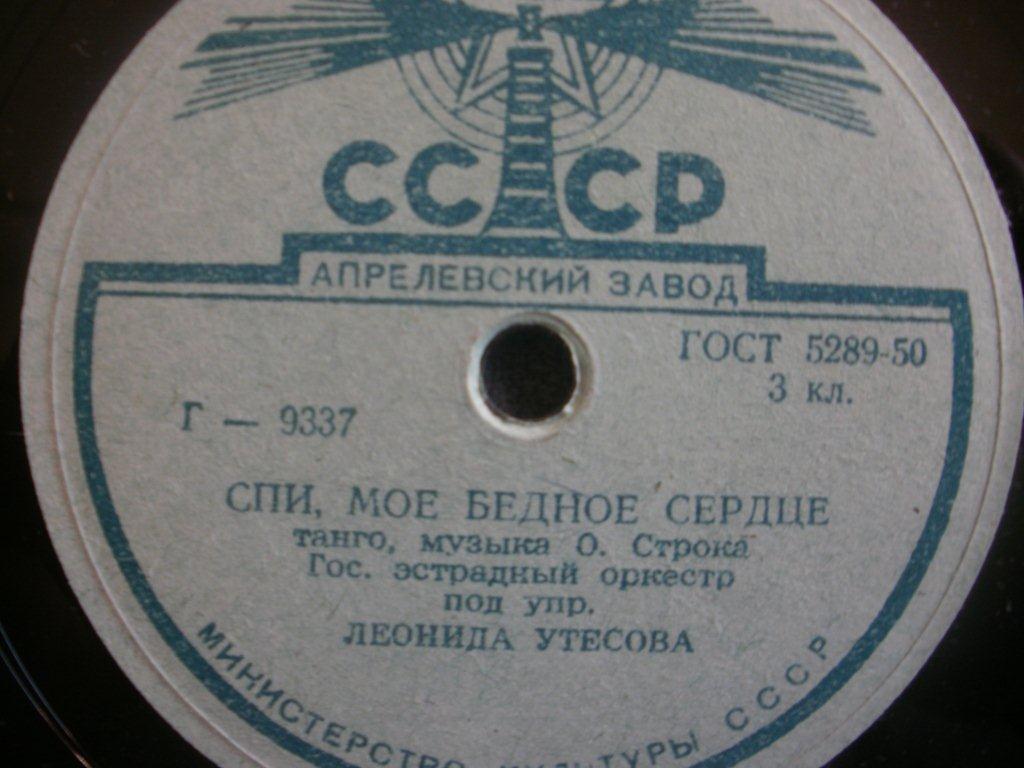 СССР
АПРЕЛЕВСКИЙ ЗАВОД
ГОСТ 5289-50
3 кл.
Г — 9337
СПИ, МОЕ БЕДНОЕ СЕРДЦЕ
танго, музыка О. Строка
Гос. эстрадный оркестр
под упр.
ЛЕОНИДА УТЕСОВА
МИНИСТЕРСТВО КУЛЬТУРЫ СССР